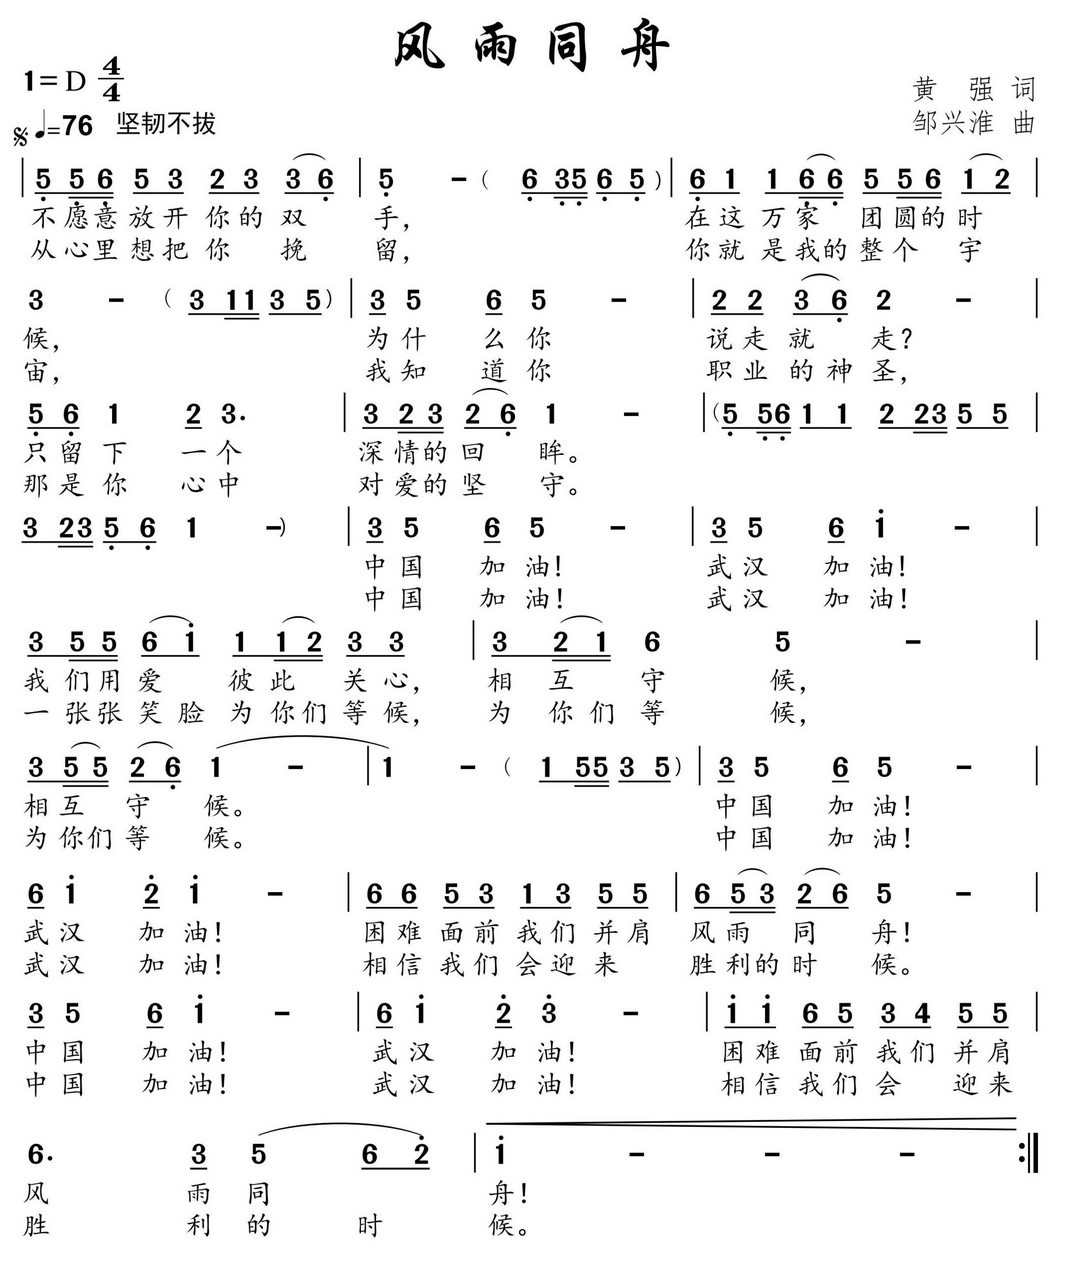 风雨同舟
1=D 4/4
黄 强 词
♩=76 坚韧不拔
邹兴淮 曲
5 5 6 5 3 2 3 3 6 | 5 - ( 6 35 6 5 ) | 6 1 1 6 6 5 5 6 1 2 |
不愿意放开 你的 双 手, 在这 万家 团圆的 时
从心里想把 你 挽 留, 你就 是我的 整个 宇
3 - ( 3 11 3 5 ) | 3 5 6 5 - | 2 2 3 6 2 - |
候, 为什 么你 说走 就 走?
宙, 我知 道你 职业 的神 圣,
5 6 1 2 3. | 3 2 3 2 6 1 - | ( 5 56 1 1 2 23 5 5
只留 下 一个 深情的 回 眸。
那是 你 心中 对爱的 坚 守。
3 23 5 6 1 - ) | 3 5 6 5 - | 3 5 6 1 - |
中国 加油! 武汉 加油!
中国 加油! 武汉 加油!
3 5 5 6 1 1 1 2 3 3 | 3 2 1 6 5 - |
我们用 爱 彼此 关心, 相互 守 候,
一张张 笑脸 为你们 等候, 为 你们 等 候,
3 5 5 2 6 1 - | 1 - ( 1 55 3 5 ) | 3 5 6 5 - |
相互 守 候。 中国 加油!
为你们 等 候。 中国 加油!
6 1 2 1 - | 6 6 5 3 1 3 5 5 | 6 5 3 2 6 5 - |
武汉 加油! 困难 面前 我们 并肩 风雨 同 舟!
武汉 加油! 相信 我们 会迎 来 胜利的 时 候。
3 5 6 1 - | 6 1 2 3 - | 1 1 6 5 3 4 5 5 |
中国 加油! 武汉 加油! 困难 面前 我们 并肩
中国 加油! 武汉 加油! 相信 我们 会 迎来
6. 3 5 6 2 | 1 - - - :|
风 雨 同 舟!
胜 利 的 时 候。